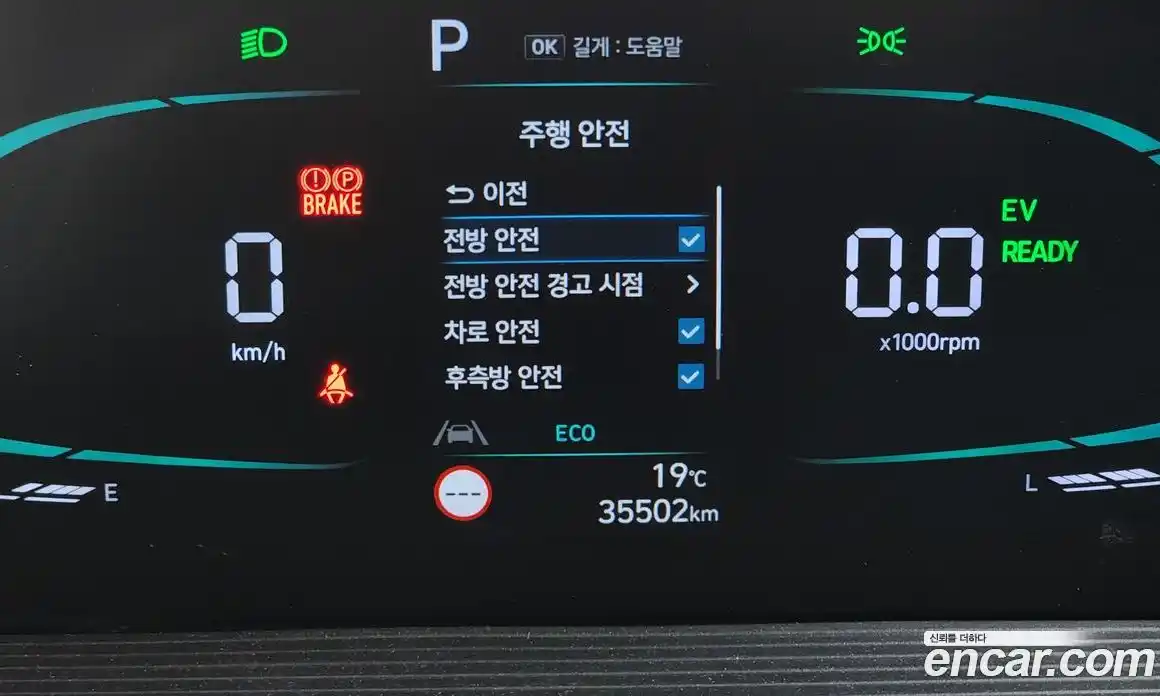 P
OK 길게 : 도움말
주행 안전
이전
BRAKE
전방 안전
EV
READY
0
km/h
전방 안전 경고 시점
0.0
x1000rpm
차로 안전
후측방 안전
ECO
E
---
19℃
35502km
L
신뢰를 더하다
encar.com